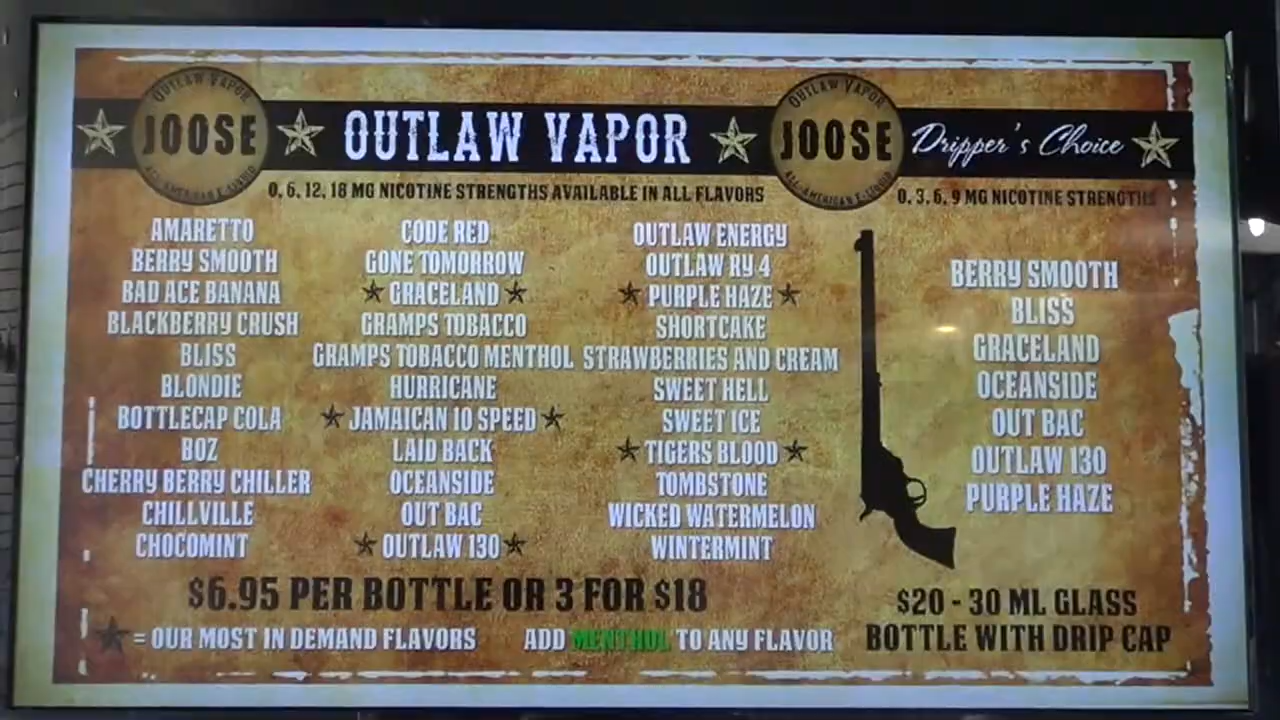 OUTLAW VAPOR
JOOSE
ALL-AMERICAN E-LIQUID
OUTLAW VAPOR
OUTLAW VAPOR
JOOSE
ALL-AMERICAN E-LIQUID
Dripper's Choice
0, 6, 12, 18 MG NICOTINE STRENGTHS AVAILABLE IN ALL FLAVORS
AMARETTO
BERRY SMOOTH
BAD ACE BANANA
BLACKBERRY CRUSH
BLISS
BLONDIE
BOTTLECAP COLA
BOZ
CHERRY BERRY CHILLER
CHILLVILLE
CHOCOMINT
CODE RED
GONE TOMORROW
GRACELAND
GRAMPS TOBACCO
GRAMPS TOBACCO MENTHOL
HURRICANE
JAMAICAN 10 SPEED
LAID BACK
OCEANSIDE
OUT BAC
OUTLAW 130
OUTLAW ENERGY
OUTLAW RY 4
PURPLE HAZE
SHORTCAKE
STRAWBERRIES AND CREAM
SWEET HELL
SWEET ICE
TIGERS BLOOD
TOMBSTONE
WICKED WATERMELON
WINTERMINT
$6.95 PER BOTTLE OR 3 FOR $18
= OUR MOST IN DEMAND FLAVORS
ADD MENTHOL TO ANY FLAVOR
0, 3, 6, 9 MG NICOTINE STRENGTHS
BERRY SMOOTH
BLISS
GRACELAND
OCEANSIDE
OUT BAC
OUTLAW 130
PURPLE HAZE
$20 - 30 ML GLASS
BOTTLE WITH DRIP CAP